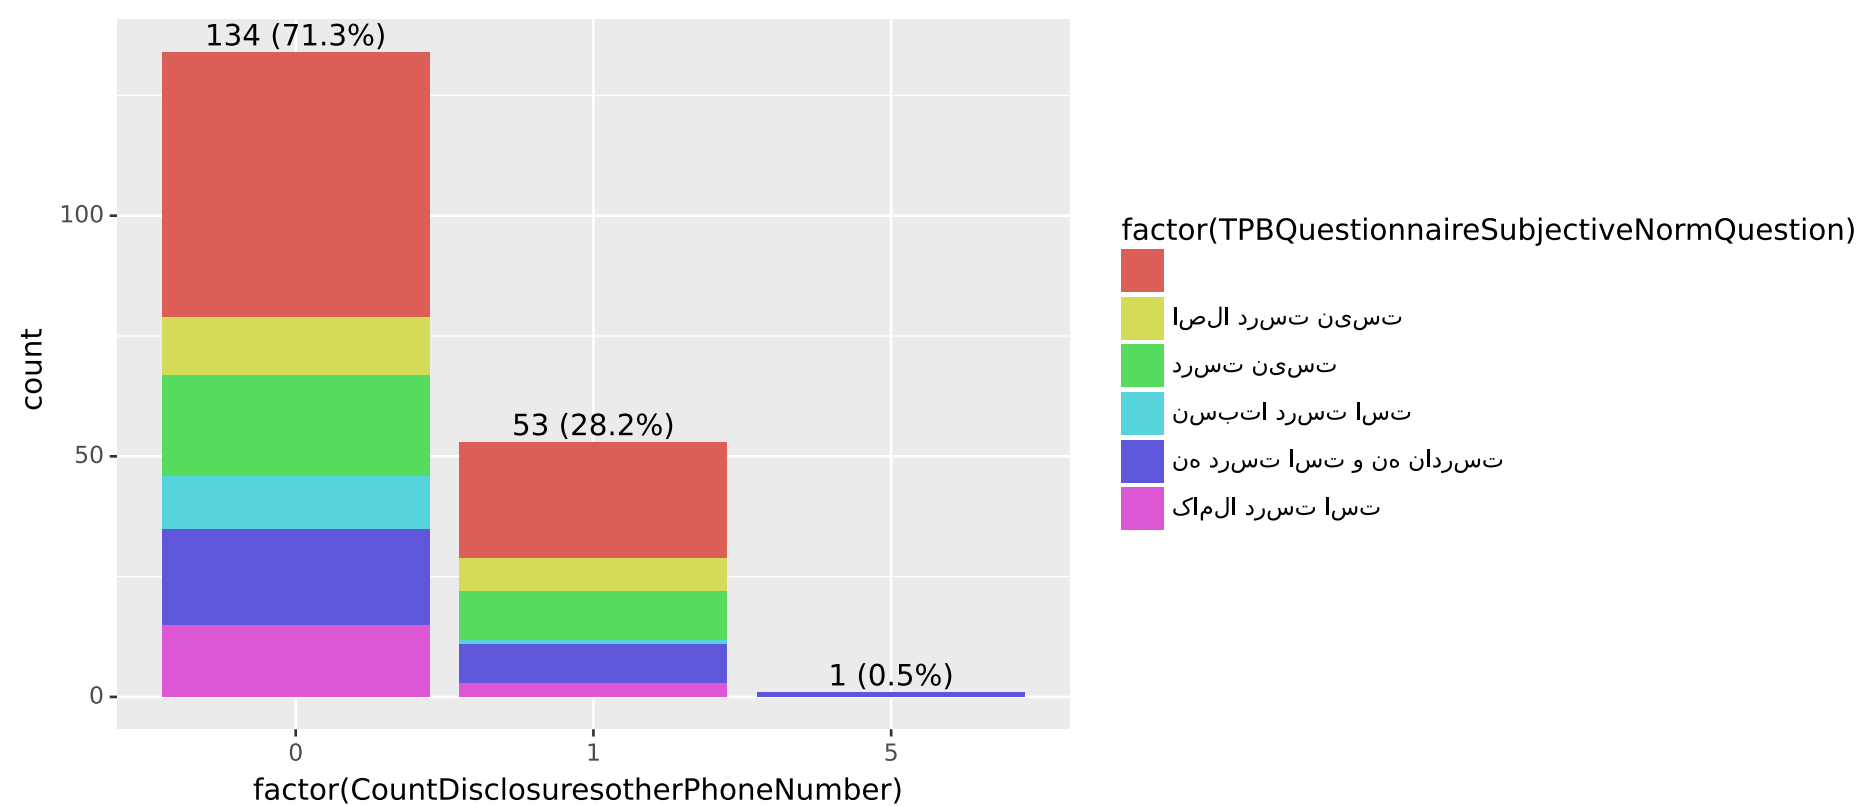 134 (71.3%)
53 (28.2%)
1 (0.5%)
100
50
0
count
0 1 5
factor(CountDisclosuresotherPhoneNumber)
factor(TPBQuestionnaireSubjectiveNormQuestion)
اصلا درست نیست
درست نیست
نسبتا درست است
نه درست است و نه نادرست
کاملا درست است